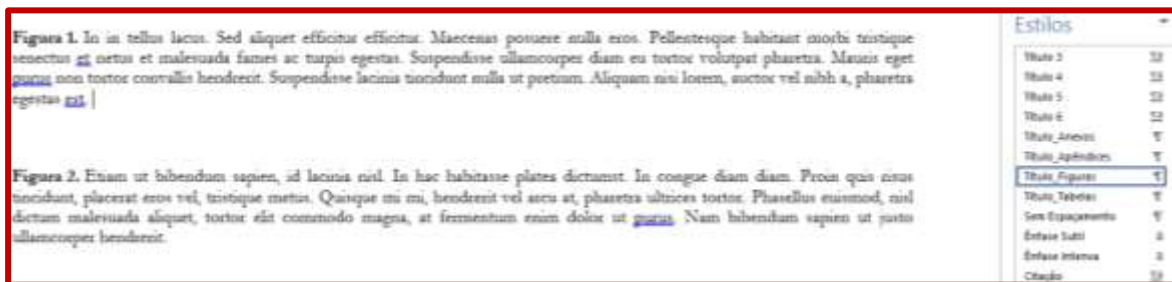 Figura 1. In in tellus lacus. Sed aliquet efficitur efficitur. Maecenas posuere nulla eros. Pellentesque habitant morbi tristique
senectus et netus et malesuada fames ac turpis egestas. Suspendisse ullamcorper diam eu tortor volutpat pharetra. Mauris eget
purus non tortor convallis hendrerit. Suspendisse lacinia tincidunt nulla ut pretium. Aliquam nisi lorem, auctor vel nibh a, pharetra
egestas est.
Figura 2. Etiam ut bibendum sapien, id lacinia nisl. In hac habitasse platea dictumst. In congue diam diam. Proin quis risus
tincidunt, placerat eros vel, tristique metus. Quisque mi mi, hendrerit vel arcu at, pharetra ultrices tortor. Phasellus euismod, nisl
dictum malesuada aliquet, tortor elit commodo magna, at fermentum enim dolor ut purus. Nam bibendum sapien ut justo
ullamcorper hendrerit.
Estilos
Título 3
Título 4
Título 5
Título 6
Título_Anexos
Título_Apêndices
Título_Figuras
Título_Tabelas
Sem Espaçamento
Ênfase Sutil
Ênfase Intensa
Citação